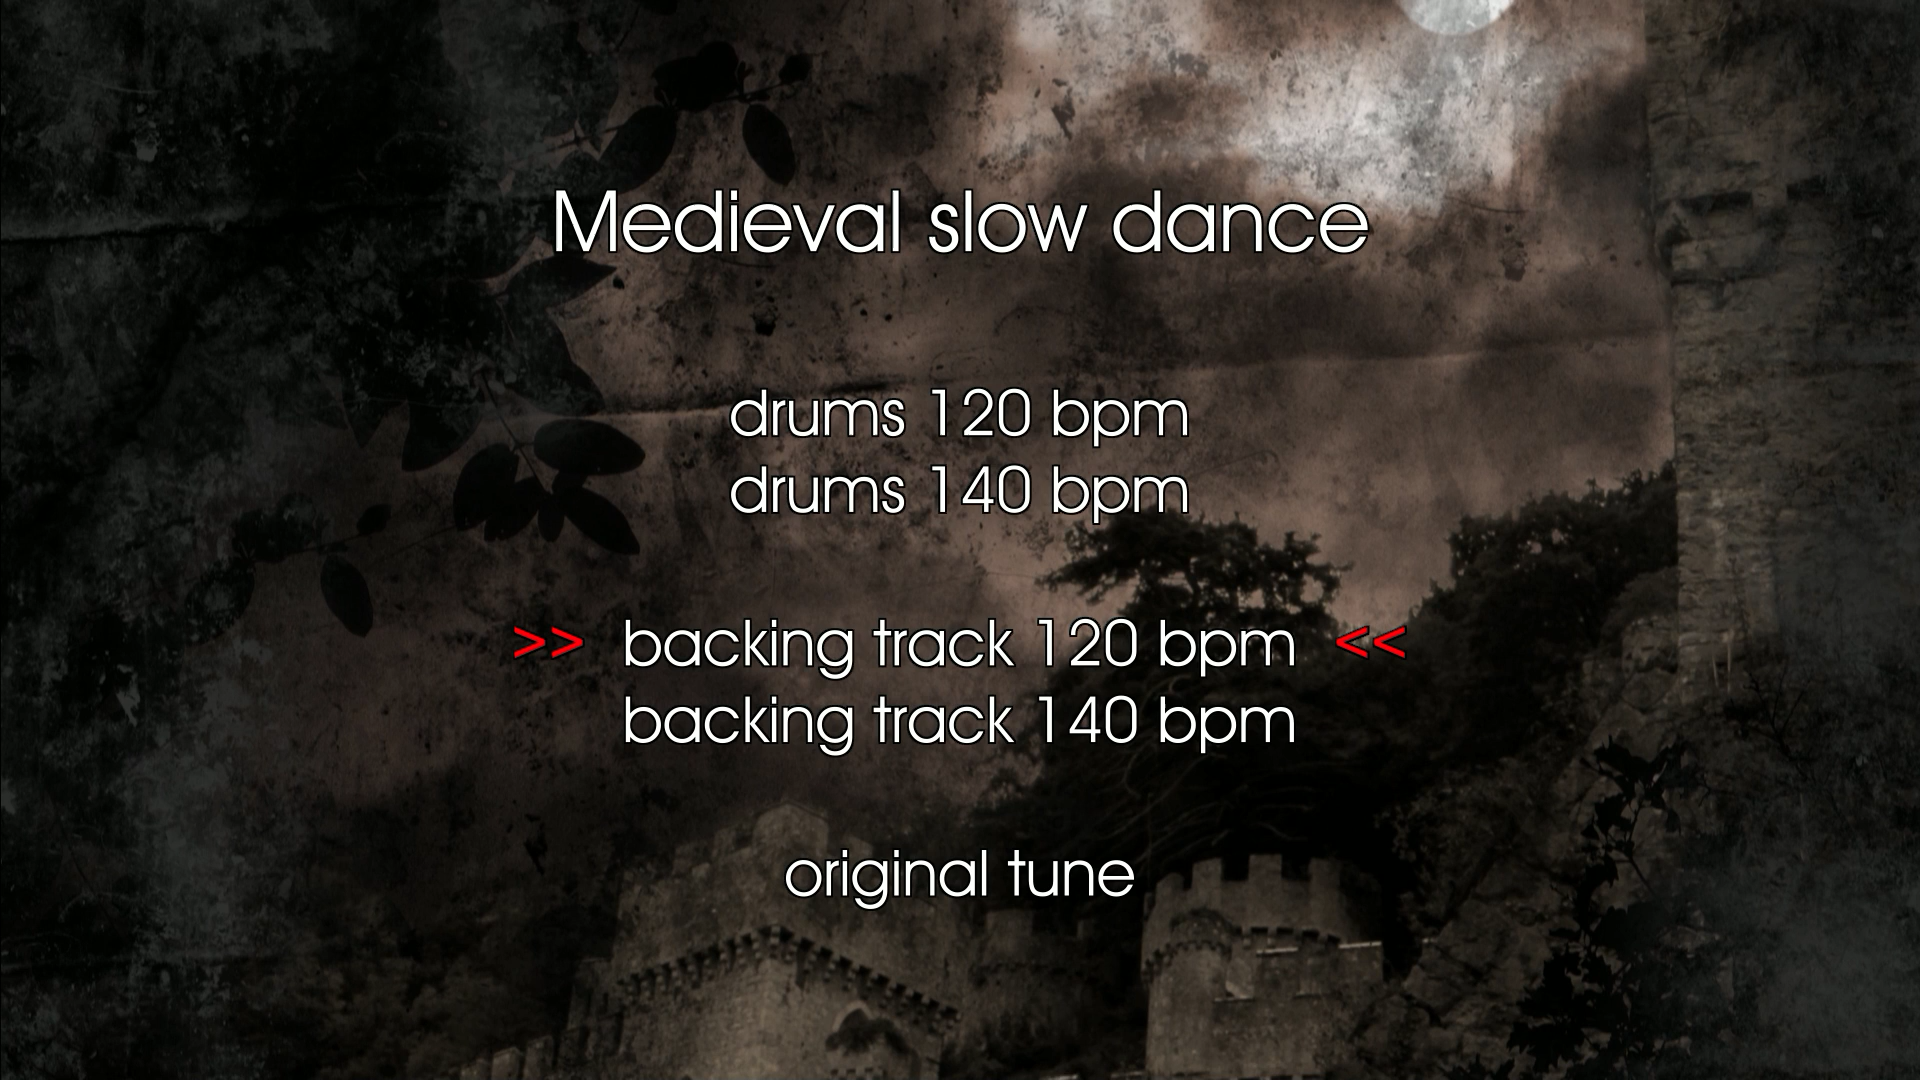 Medieval slow dance
drums 120 bpm
drums 140 bpm
>> backing track 120 bpm <<
backing track 140 bpm
original tune